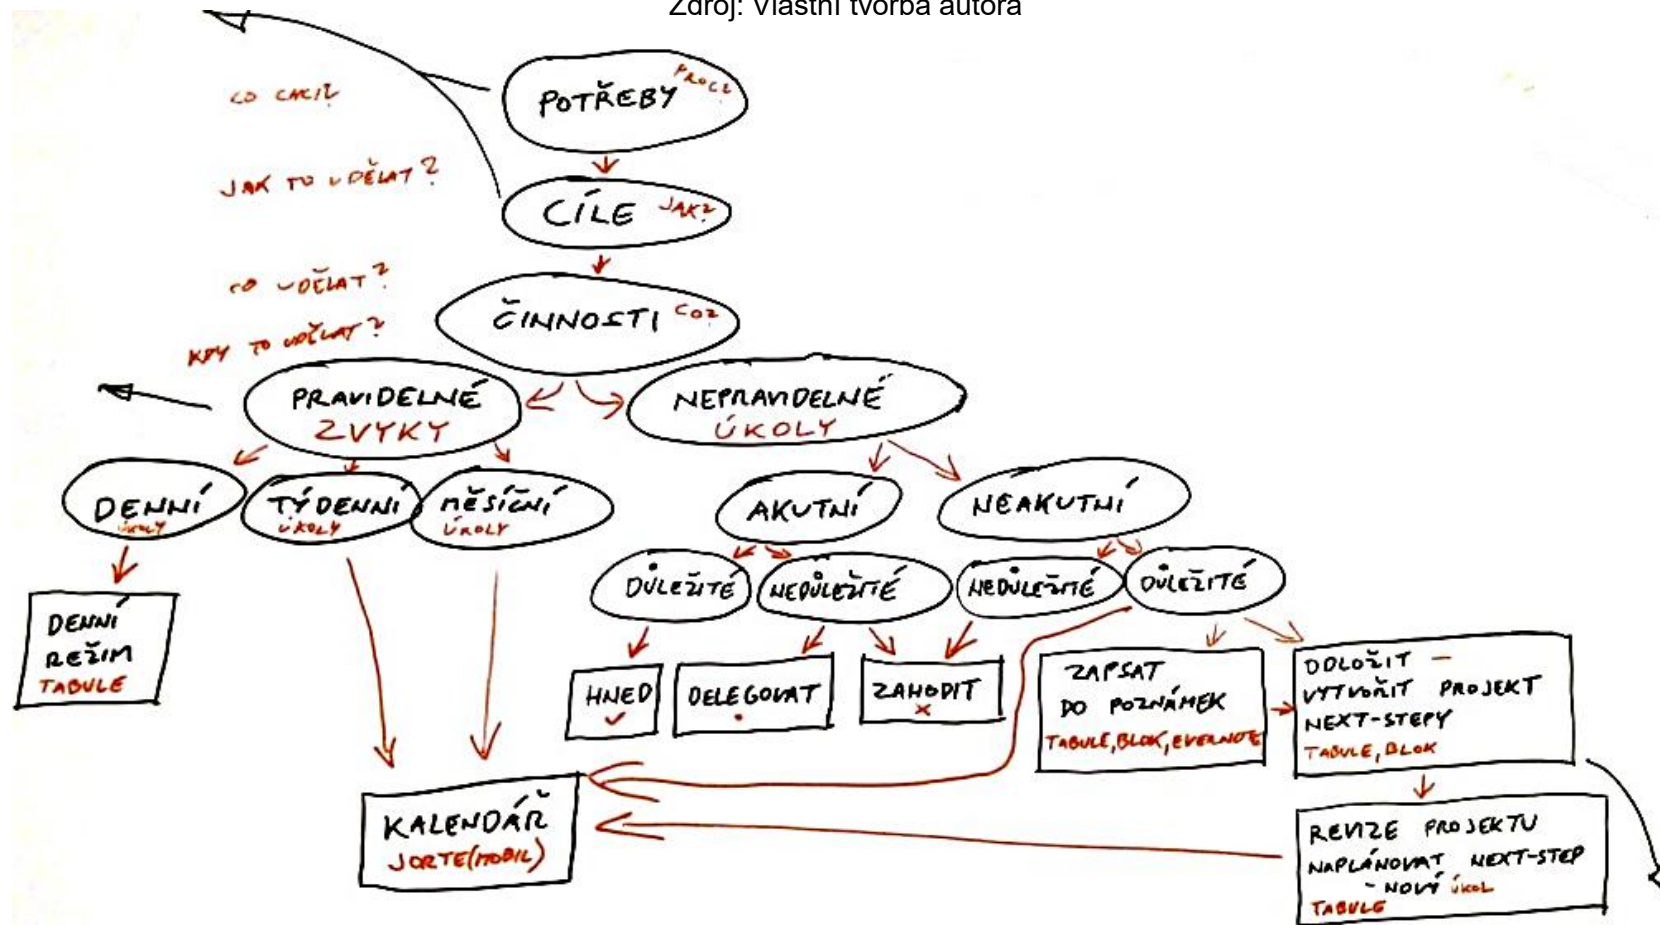 Zdroj: Vlastní tvorba autora
POTŘEBY PROČ?
CO CHCI?
JAK TO UDĚLAT?
CÍLE JAK?
CO UDĚLAT?
ČINNOSTI CO?
KDY TO UDĚLAT?
PRAVIDELNÉ
ZVYKY
NEPRAVIDELNÉ
ÚKOLY
DENNÍ
ÚKOLY
TÝDENNÍ
ÚKOLY
MĚSÍČNÍ
ÚKOLY
AKUTNÍ
NEAKUTNÍ
DŮLEŽITÉ
NEDŮLEŽITÉ
NEDŮLEŽITÉ
DŮLEŽITÉ
DENNÍ
REŽIM
TABULE
HNED
DELEGOVAT
ZAHODIT
ZAPSAT
DO POZNÁMEK
TABULE, BLOK, EVERNOTE
ODLOŽIT –
VYTVOŘIT PROJEKT
NEXT-STEPY
TABULE, BLOK
KALENDÁŘ
JORTE(MOBIL)
REVIZE PROJEKTU
NAPLÁNOVAT NEXT-STEP
- NOVÝ ÚKOL
TABULE